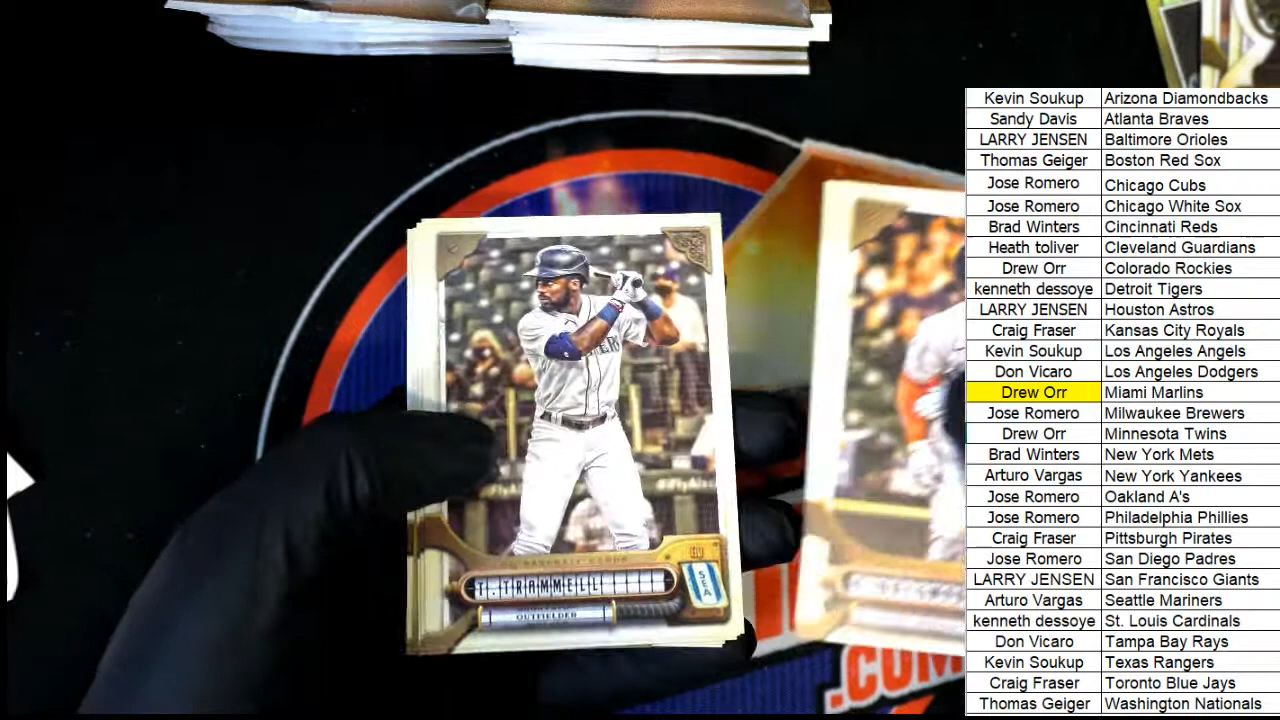 Kevin Soukup Arizona Diamondbacks
Sandy Davis Atlanta Braves
LARRY JENSEN Baltimore Orioles
Thomas Geiger Boston Red Sox
Jose Romero Chicago Cubs
Jose Romero Chicago White Sox
Brad Winters Cincinnati Reds
Heath toliver Cleveland Guardians
Drew Orr Colorado Rockies
kenneth dessoye Detroit Tigers
LARRY JENSEN Houston Astros
Craig Fraser Kansas City Royals
Kevin Soukup Los Angeles Angels
Don Vicaro Los Angeles Dodgers
Drew Orr Miami Marlins
Jose Romero Milwaukee Brewers
Drew Orr Minnesota Twins
Brad Winters New York Mets
Arturo Vargas New York Yankees
Jose Romero Oakland A's
Jose Romero Philadelphia Phillies
Craig Fraser Pittsburgh Pirates
Jose Romero San Diego Padres
LARRY JENSEN San Francisco Giants
Arturo Vargas Seattle Mariners
kenneth dessoye St. Louis Cardinals
Don Vicaro Tampa Bay Rays
Kevin Soukup Texas Rangers
Craig Fraser Toronto Blue Jays
Thomas Geiger Washington Nationals
T.TRAMMELL
SEA
OUTFIELDER
.COM